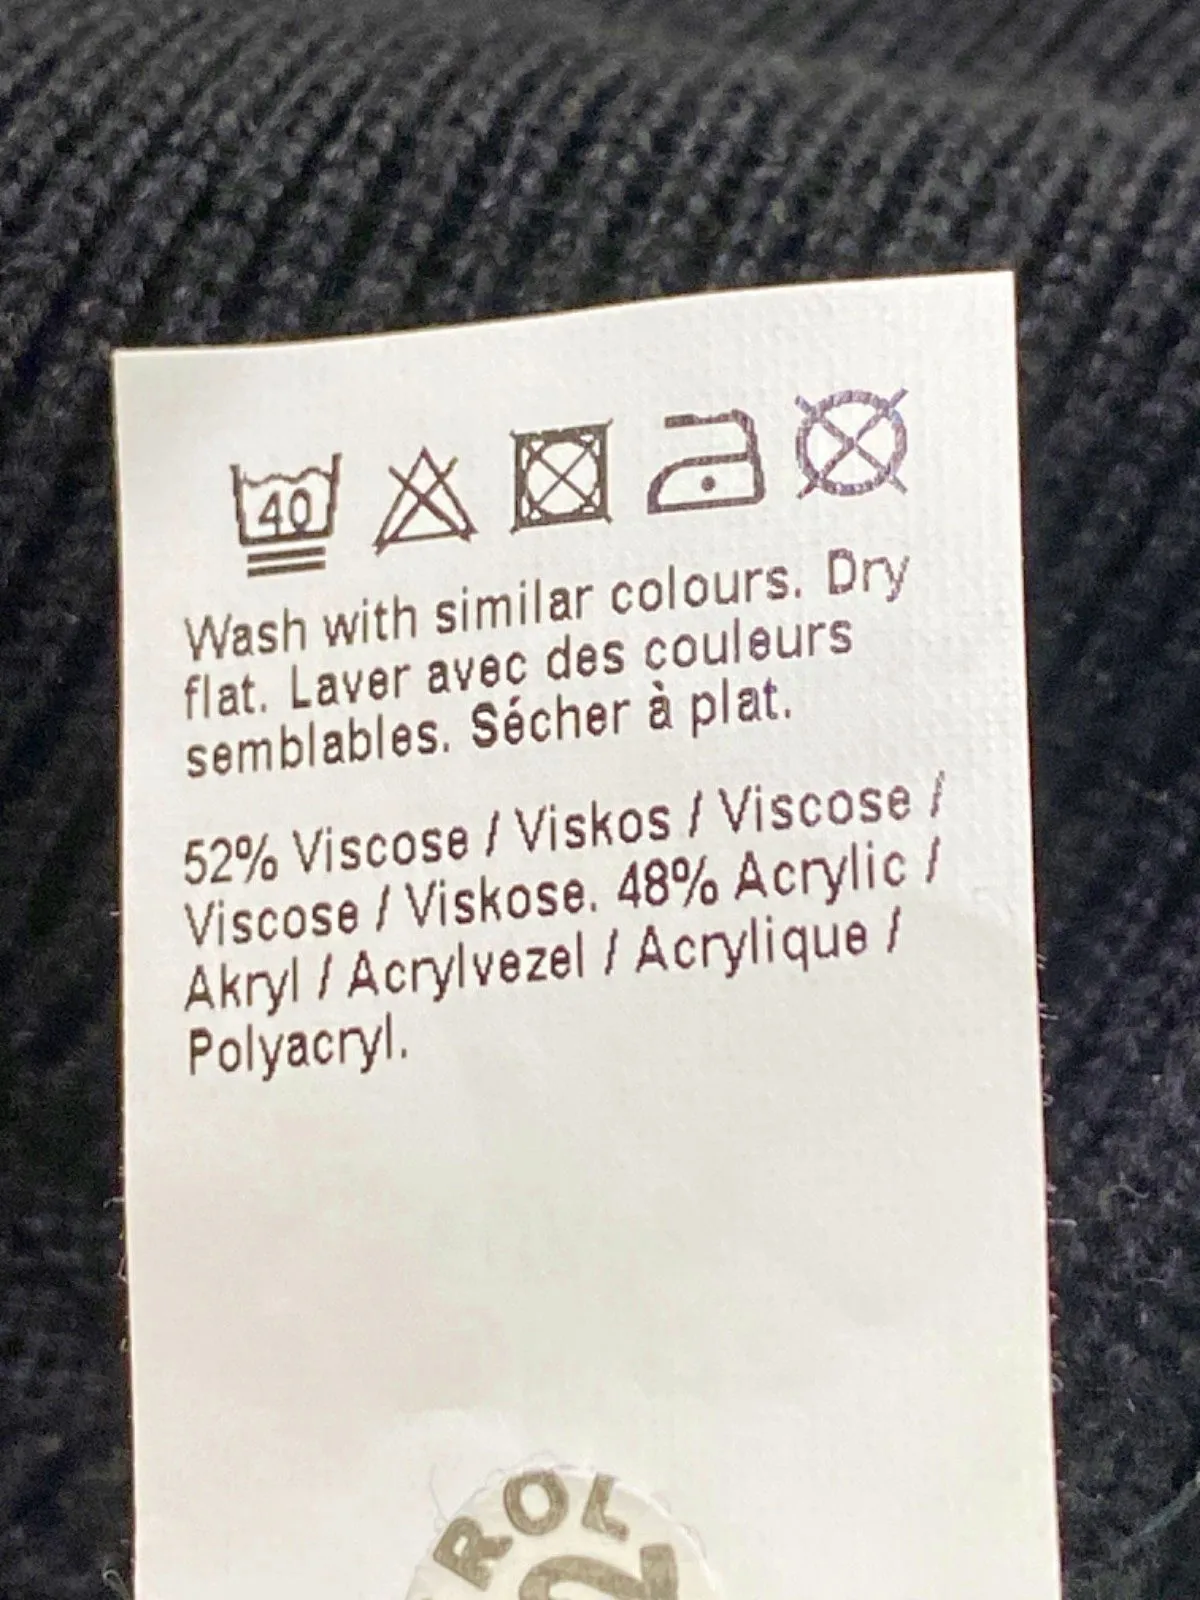 40
Wash with similar colours. Dry
flat. Laver avec des couleurs
semblables. Sécher à plat.
52% Viscose / Viskos / Viscose /
Viscose / Viskose. 48% Acrylic /
Akryl / Acrylvezel / Acrylique /
Polyacryl.
ROL